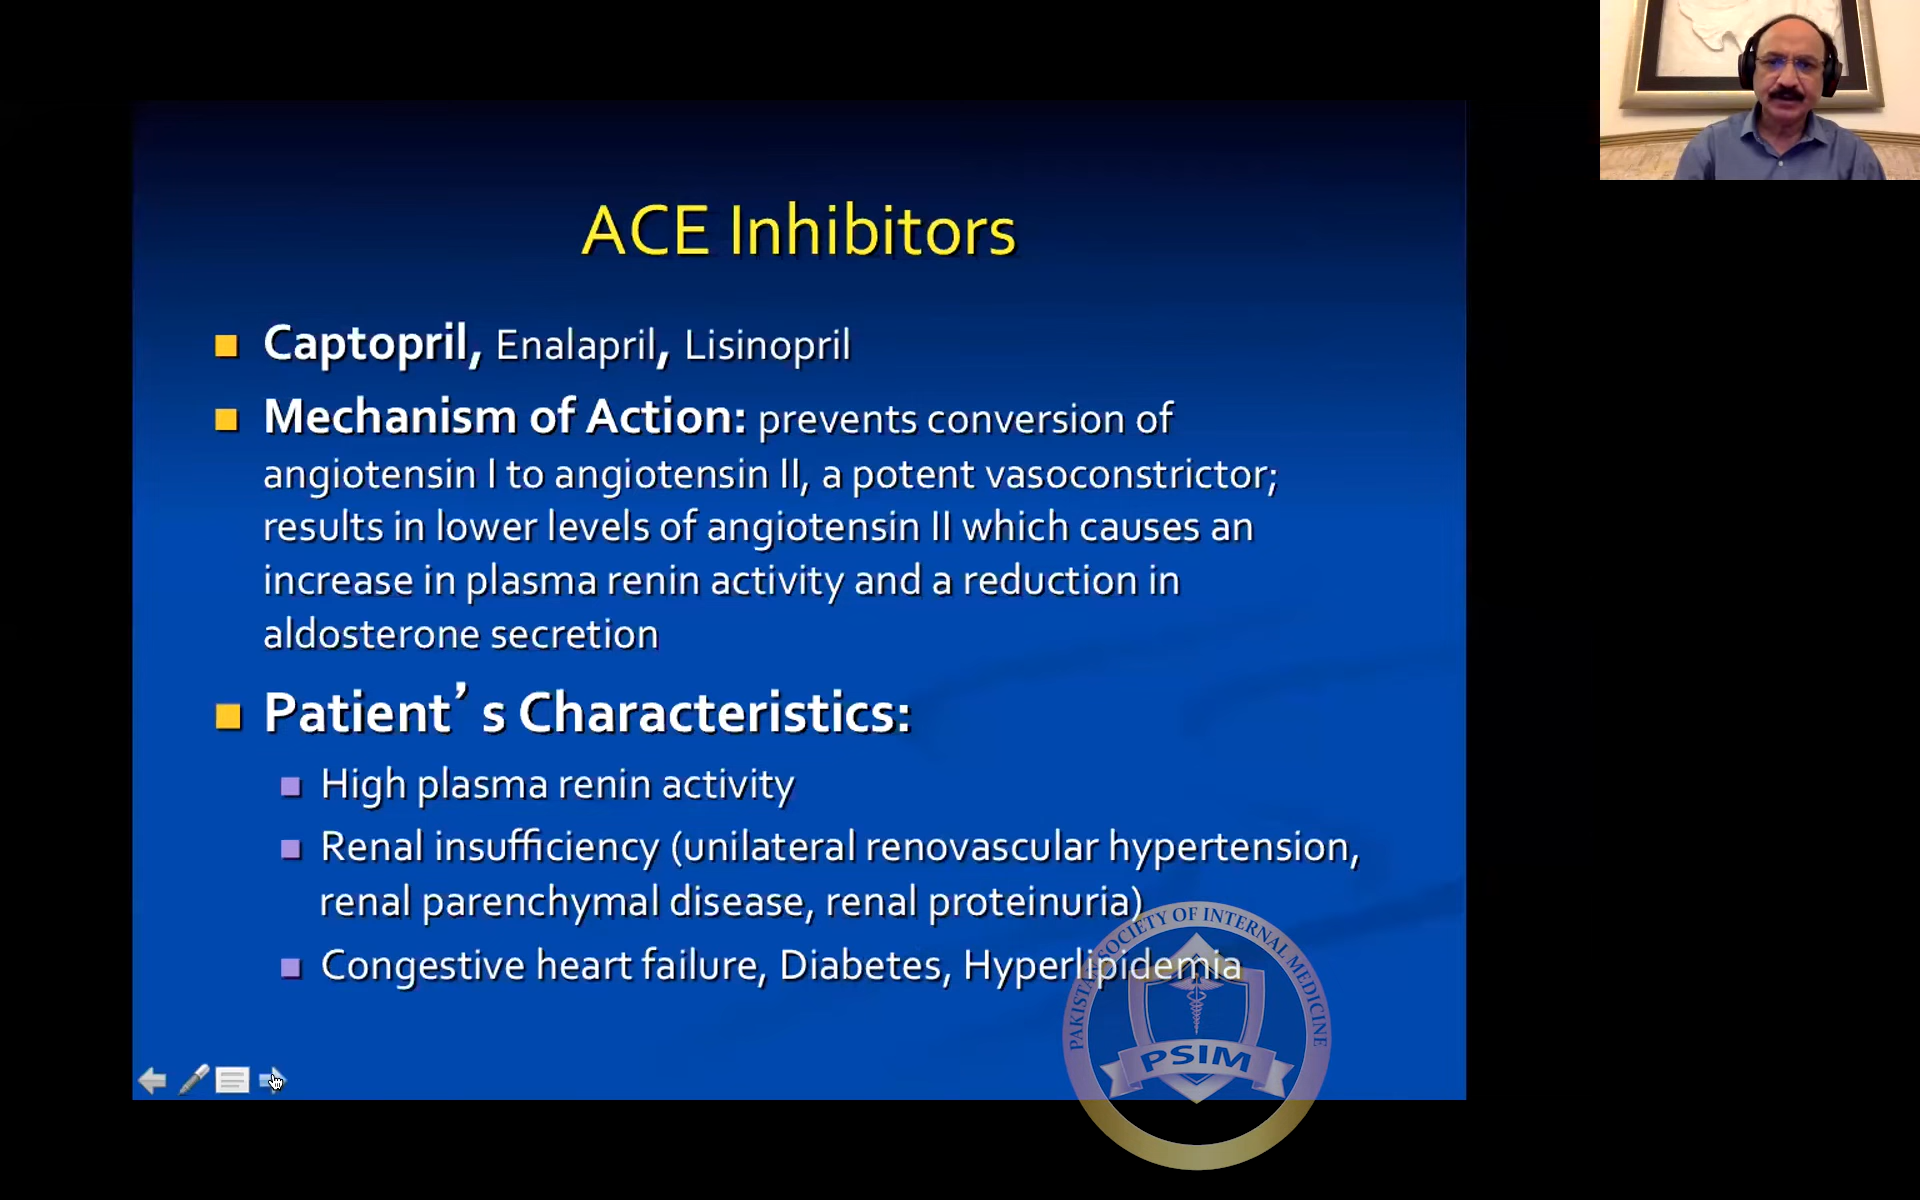 ACE Inhibitors
Captopril, Enalapril, Lisinopril
Mechanism of Action: prevents conversion of
angiotensin I to angiotensin II, a potent vasoconstrictor;
results in lower levels of angiotensin II which causes an
increase in plasma renin activity and a reduction in
aldosterone secretion
Patient's Characteristics:
High plasma renin activity
Renal insufficiency (unilateral renovascular hypertension,
renal parenchymal disease, renal proteinuria)
Congestive heart failure, Diabetes, Hyperlipidemia
PAKISTAN SOCIETY OF INTERNAL MEDICINE
PSIM